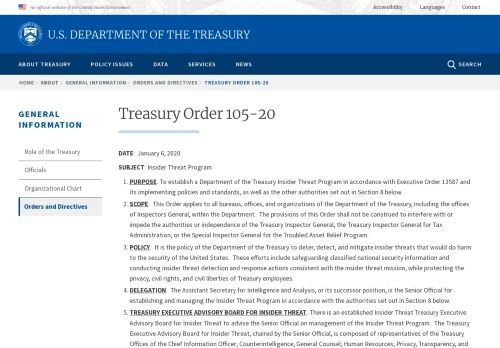 An official website of the United States Government
Accessibility Languages Contact
U.S. DEPARTMENT OF THE TREASURY
ABOUT TREASURY POLICY ISSUES DATA SERVICES NEWS SEARCH
HOME › ABOUT › GENERAL INFORMATION › ORDERS AND DIRECTIVES › TREASURY ORDER 105-20
GENERAL
INFORMATION
Role of the Treasury
Officials
Organizational Chart
Orders and Directives
Treasury Order 105-20
DATE: January 6, 2020
SUBJECT: Insider Threat Program
1. PURPOSE. To establish a Department of the Treasury Insider Threat Program in accordance with Executive Order 13587 and
its implementing policies and standards, as well as the other authorities set out in Section 8 below.
2. SCOPE. This Order applies to all bureaus, offices, and organizations of the Department of the Treasury, including the offices
of Inspectors General, within the Department. The provisions of this Order shall not be construed to interfere with or
impede the authorities or independence of the Treasury Inspector General, the Treasury Inspector General for Tax
Administration, or the Special Inspector General for the Troubled Asset Relief Program.
3. POLICY. It is the policy of the Department of the Treasury to deter, detect, and mitigate insider threats that would do harm
to the security of the United States. These efforts include safeguarding classified national security information and
conducting insider threat detection and response actions consistent with the insider threat mission, while protecting the
privacy, civil rights, and civil liberties of Treasury employees.
4. DELEGATION. The Assistant Secretary for Intelligence and Analysis, or its successor position, is the Senior Official for
establishing and managing the Insider Threat Program in accordance with the authorities set out in Section 8 below.
5. TREASURY EXECUTIVE ADVISORY BOARD FOR INSIDER THREAT. There is an established Insider Threat Treasury Executive
Advisory Board for Insider Threat to advise the Senior Official on management of the Insider Threat Program. The Treasury
Executive Advisory Board for Insider Threat, chaired by the Senior Official, is composed of representatives of the Treasury
Offices of the Chief Information Officer; Counterintelligence, General Counsel; Human Resources; Privacy, Transparency, and